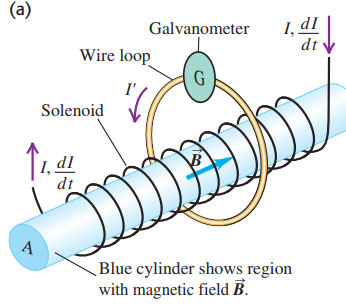 (a)
Galvanometer
Wire loop
I, dI/dt
G
I′
Solenoid
B⃗
I, dI/dt
A
Blue cylinder shows region
with magnetic field B⃗.